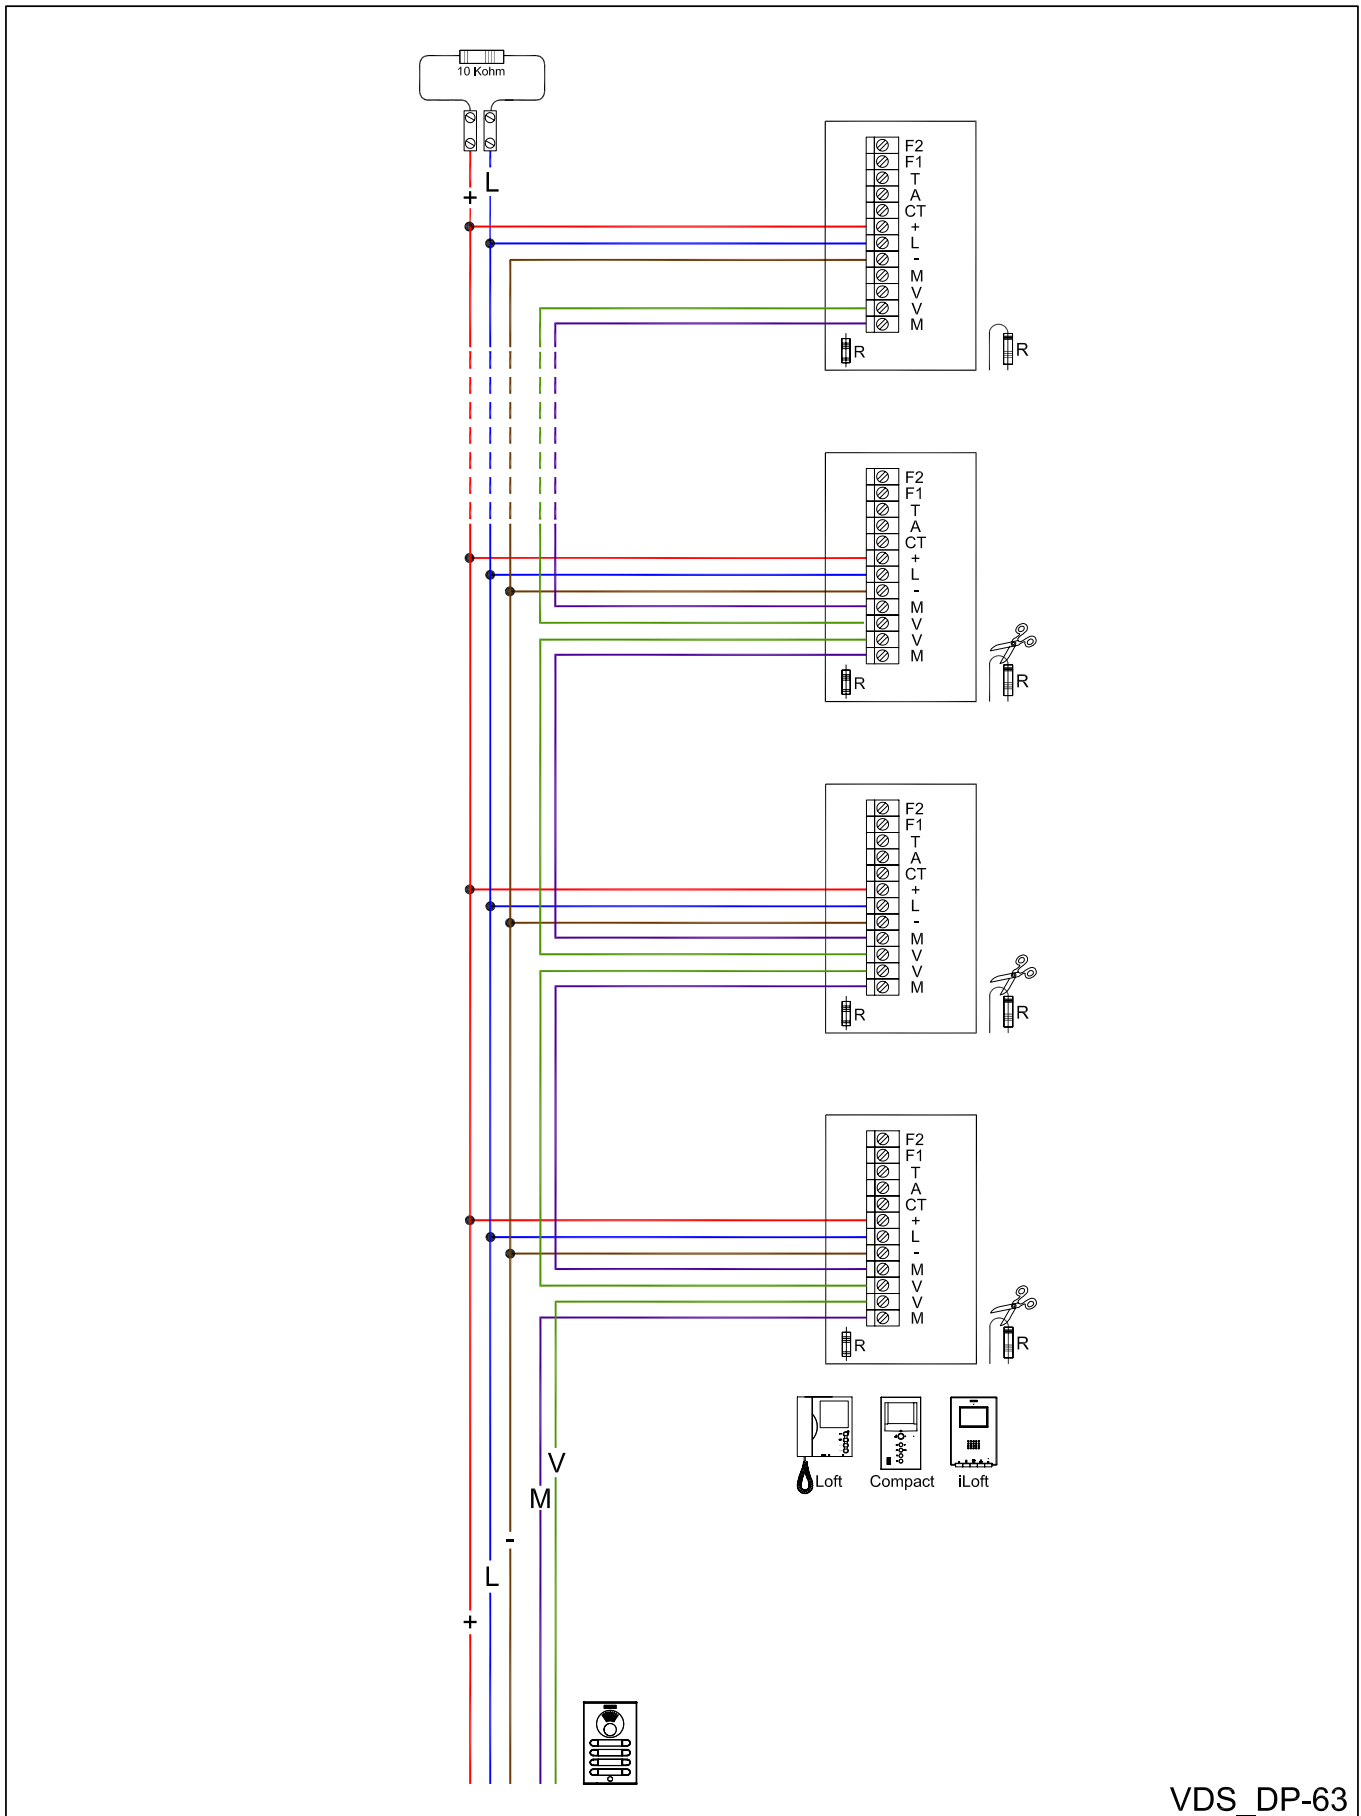 10 Kohm
L
+
F2
F1
T
A
CT
+
L
-
M
V
V
M
R
R
F2
F1
T
A
CT
+
L
-
M
V
V
M
R
R
F2
F1
T
A
CT
+
L
-
M
V
V
M
R
R
F2
F1
T
A
CT
+
L
-
M
V
V
M
R
R
Loft
Compact
iLoft
V
M
-
L
+
VDS_DP-63